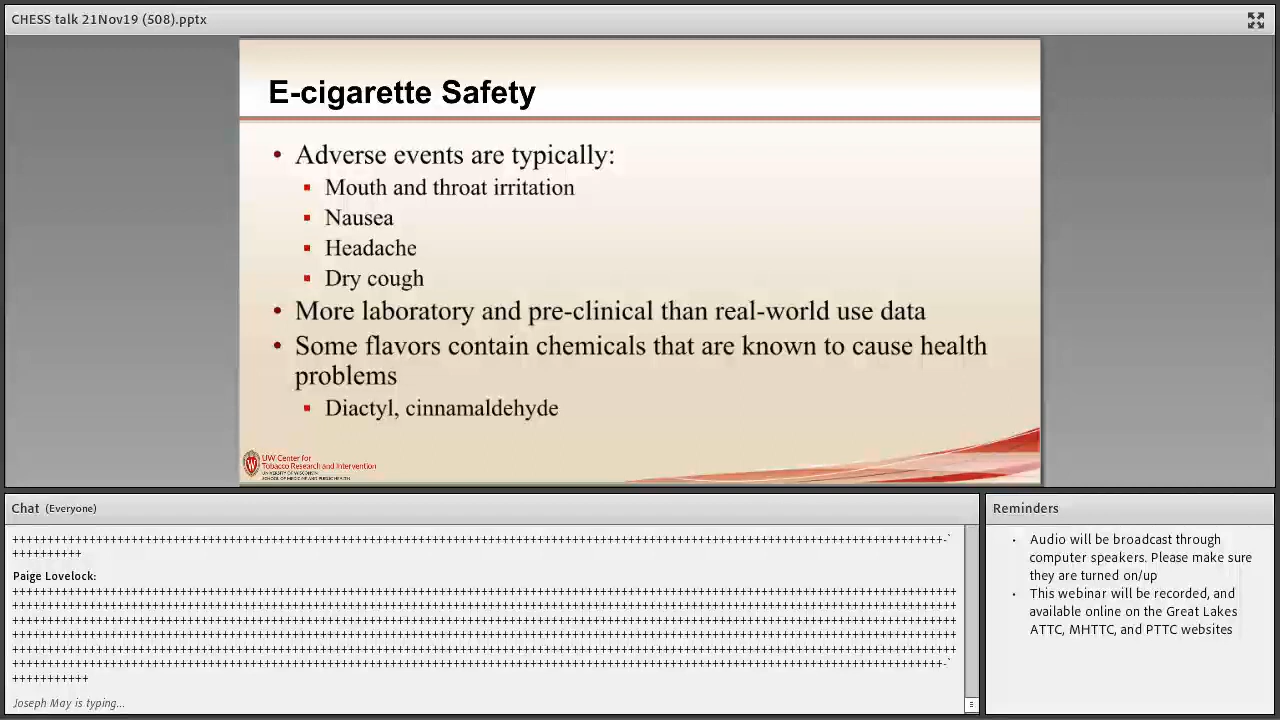 CHESS talk 21Nov19 (508).pptx
E-cigarette Safety
• Adverse events are typically:
▪ Mouth and throat irritation
▪ Nausea
▪ Headache
▪ Dry cough
• More laboratory and pre-clinical than real-world use data
• Some flavors contain chemicals that are known to cause health
problems
▪ Diactyl, cinnamaldehyde
UW Center for
Tobacco Research and Intervention
UNIVERSITY OF WISCONSIN
SCHOOL OF MEDICINE AND PUBLIC HEALTH
Chat (Everyone)
+++++++++++++++++++++++++++++++++++++++++++++++++++++++++++++++++++++++++++++++++++++++++++++++++++++++++++++++++++++++++++++++++++++-`
++++++++++
Paige Lovelock:
+++++++++++++++++++++++++++++++++++++++++++++++++++++++++++++++++++++++++++++++++++++++++++++++++++++++++++++++++++++++++++++++++++++++
+++++++++++++++++++++++++++++++++++++++++++++++++++++++++++++++++++++++++++++++++++++++++++++++++++++++++++++++++++++++++++++++++++++++
+++++++++++++++++++++++++++++++++++++++++++++++++++++++++++++++++++++++++++++++++++++++++++++++++++++++++++++++++++++++++++++++++++++++
+++++++++++++++++++++++++++++++++++++++++++++++++++++++++++++++++++++++++++++++++++++++++++++++++++++++++++++++++++++++++++++++++++++++
+++++++++++++++++++++++++++++++++++++++++++++++++++++++++++++++++++++++++++++++++++++++++++++++++++++++++++++++++++++++++++++++++++++++
+++++++++++++++++++++++++++++++++++++++++++++++++++++++++++++++++++++++++++++++++++++++++++++++++++++++++++++++++++++++++++++++++++++-`
+++++++++++
Joseph May is typing...
Reminders
• Audio will be broadcast through
computer speakers. Please make sure
they are turned on/up
• This webinar will be recorded, and
available online on the Great Lakes
ATTC, MHTTC, and PTTC websites